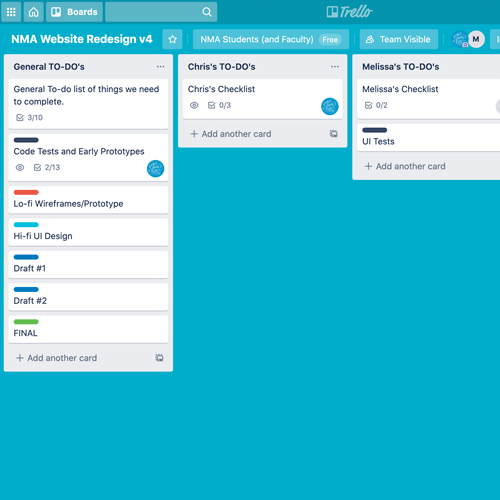 Boards
Trello
NMA Website Redesign v4
NMA Students (and Faculty) Free
Team Visible
M
General TO-DO's
General To-do list of things we need
to complete.
3/10
Code Tests and Early Prototypes
2/13
Lo-fi Wireframes/Prototype
Hi-fi UI Design
Draft #1
Draft #2
FINAL
+ Add another card
Chris's TO-DO's
Chris's Checklist
0/3
+ Add another card
Melissa's TO-DO's
Melissa's Checklist
0/2
UI Tests
+ Add another card